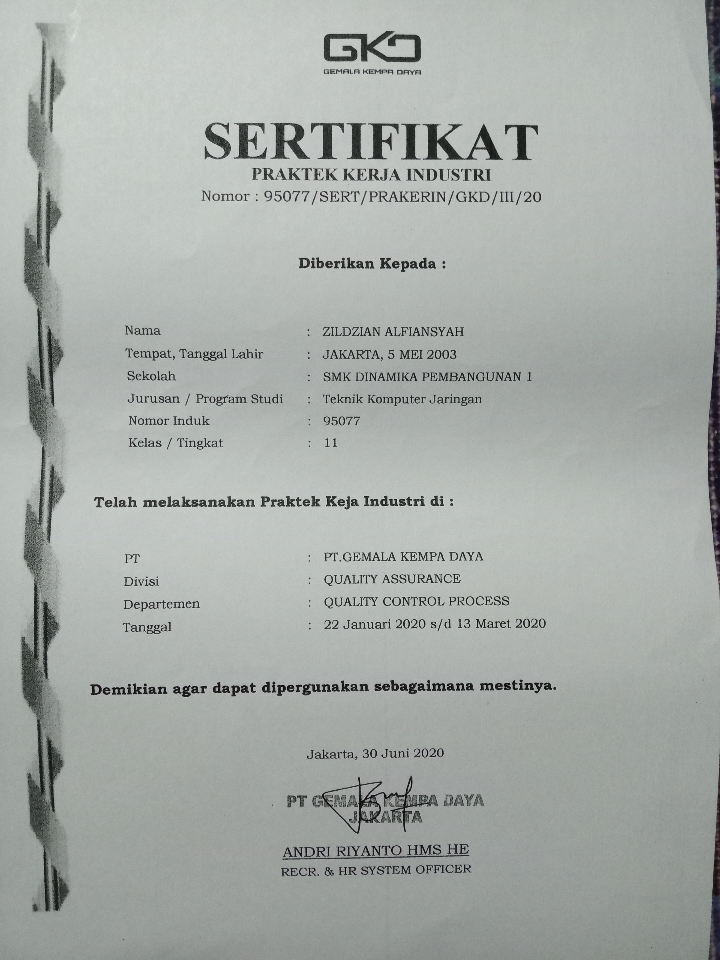 GKD
GEMALA KEMPA DAYA
SERTIFIKAT
PRAKTEK KERJA INDUSTRI
Nomor : 95077/SERT/PRAKERIN/GKD/III/20
Diberikan Kepada :
Nama : ZILDZIAN ALFIANSYAH
Tempat, Tanggal Lahir : JAKARTA, 5 MEI 2003
Sekolah : SMK DINAMIKA PEMBANGUNAN 1
Jurusan / Program Studi : Teknik Komputer Jaringan
Nomor Induk : 95077
Kelas / Tingkat : 11
Telah melaksanakan Praktek Keja Industri di :
PT : PT.GEMALA KEMPA DAYA
Divisi : QUALITY ASSURANCE
Departemen : QUALITY CONTROL PROCESS
Tanggal : 22 Januari 2020 s/d 13 Maret 2020
Demikian agar dapat dipergunakan sebagaimana mestinya.
Jakarta, 30 Juni 2020
PT GEMALA KEMPA DAYA
JAKARTA
ANDRI RIYANTO HMS HE
RECR. & HR SYSTEM OFFICER